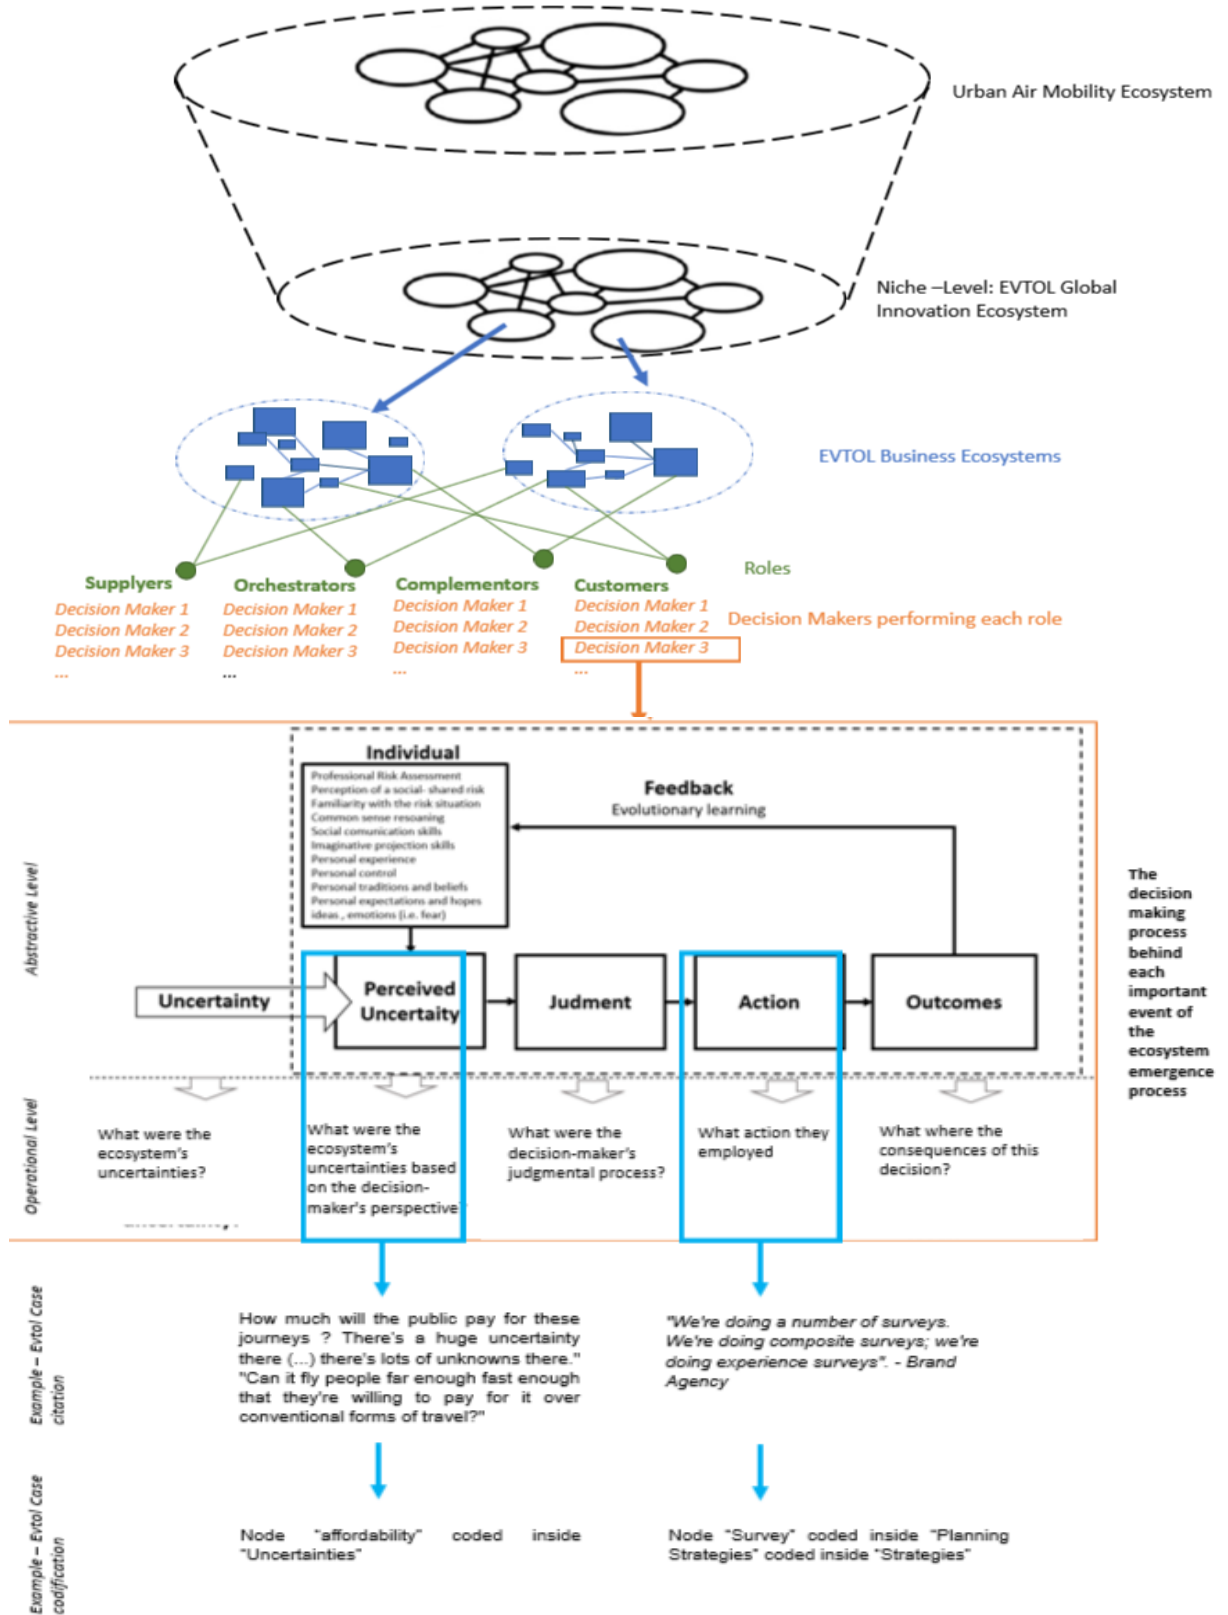 Urban Air Mobility Ecosystem
Niche –Level: EVTOL Global
Innovation Ecosystem
EVTOL Business Ecosystems
Roles
Supplyers
Decision Maker 1
Decision Maker 2
Decision Maker 3
...
Orchestrators
Decision Maker 1
Decision Maker 2
Decision Maker 3
...
Complementors
Decision Maker 1
Decision Maker 2
Decision Maker 3
...
Customers
Decision Maker 1
Decision Maker 2
Decision Maker 3
...
Decision Makers performing each role
Abstractive Level
Individual
Professional Risk Assessment
Perception of a social- shared risk
Familiarity with the risk situation
Common sense resoaning
Social comunication skills
Imaginative projection skills
Personal experience
Personal control
Personal traditions and beliefs
Personal expectations and hopes
ideas , emotions (i.e. fear)
Feedback
Evolutionary learning
Uncertainty
Perceived
Uncertaity
Judment
Action
Outcomes
The
decision
making
process
behind
each
important
event of
the
ecosystem
emergence
process
Operational Level
What were the
ecosystem's
uncertainties?
What were the
ecosystem's
uncertainties based
on the decision-
maker's perspective?
What were the
decision-maker's
judgmental process?
What action they
employed
What where the
consequences of this
decision?
Example – Evtol Case
citation
How much will the public pay for these
journeys ? There's a huge uncertainty
there (...) there's lots of unknowns there."
"Can it fly people far enough fast enough
that they're willing to pay for it over
conventional forms of travel?"
"We're doing a number of surveys.
We're doing composite surveys; we're
doing experience surveys". - Brand
Agency
Example – Evtol Case
codification
Node "affordability" coded inside
"Uncertainties"
Node "Survey" coded inside "Planning
Strategies" coded inside "Strategies"